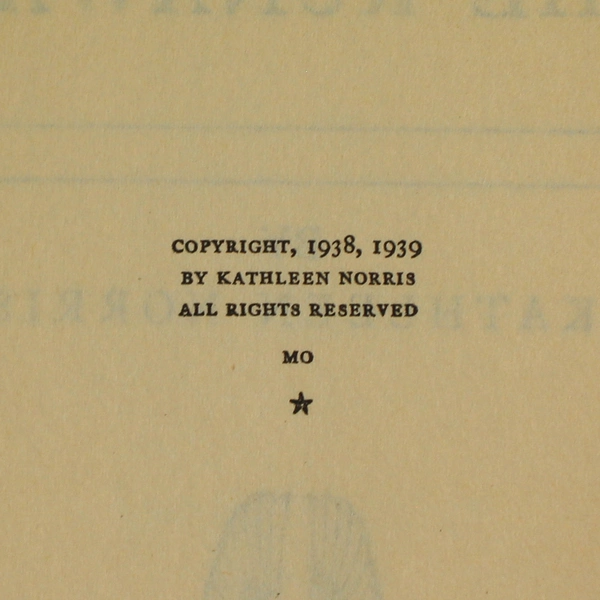 COPYRIGHT, 1938, 1939
BY KATHLEEN NORRIS
ALL RIGHTS RESERVED
MO